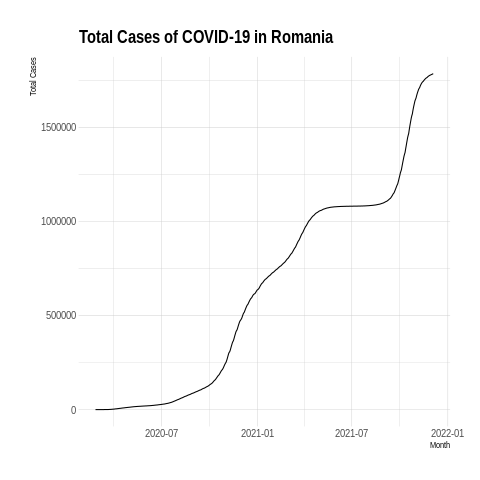 Total Cases of COVID-19 in Romania
Total Cases
1500000
1000000
500000
0
2020-07 2021-01 2021-07 2022-01
Month